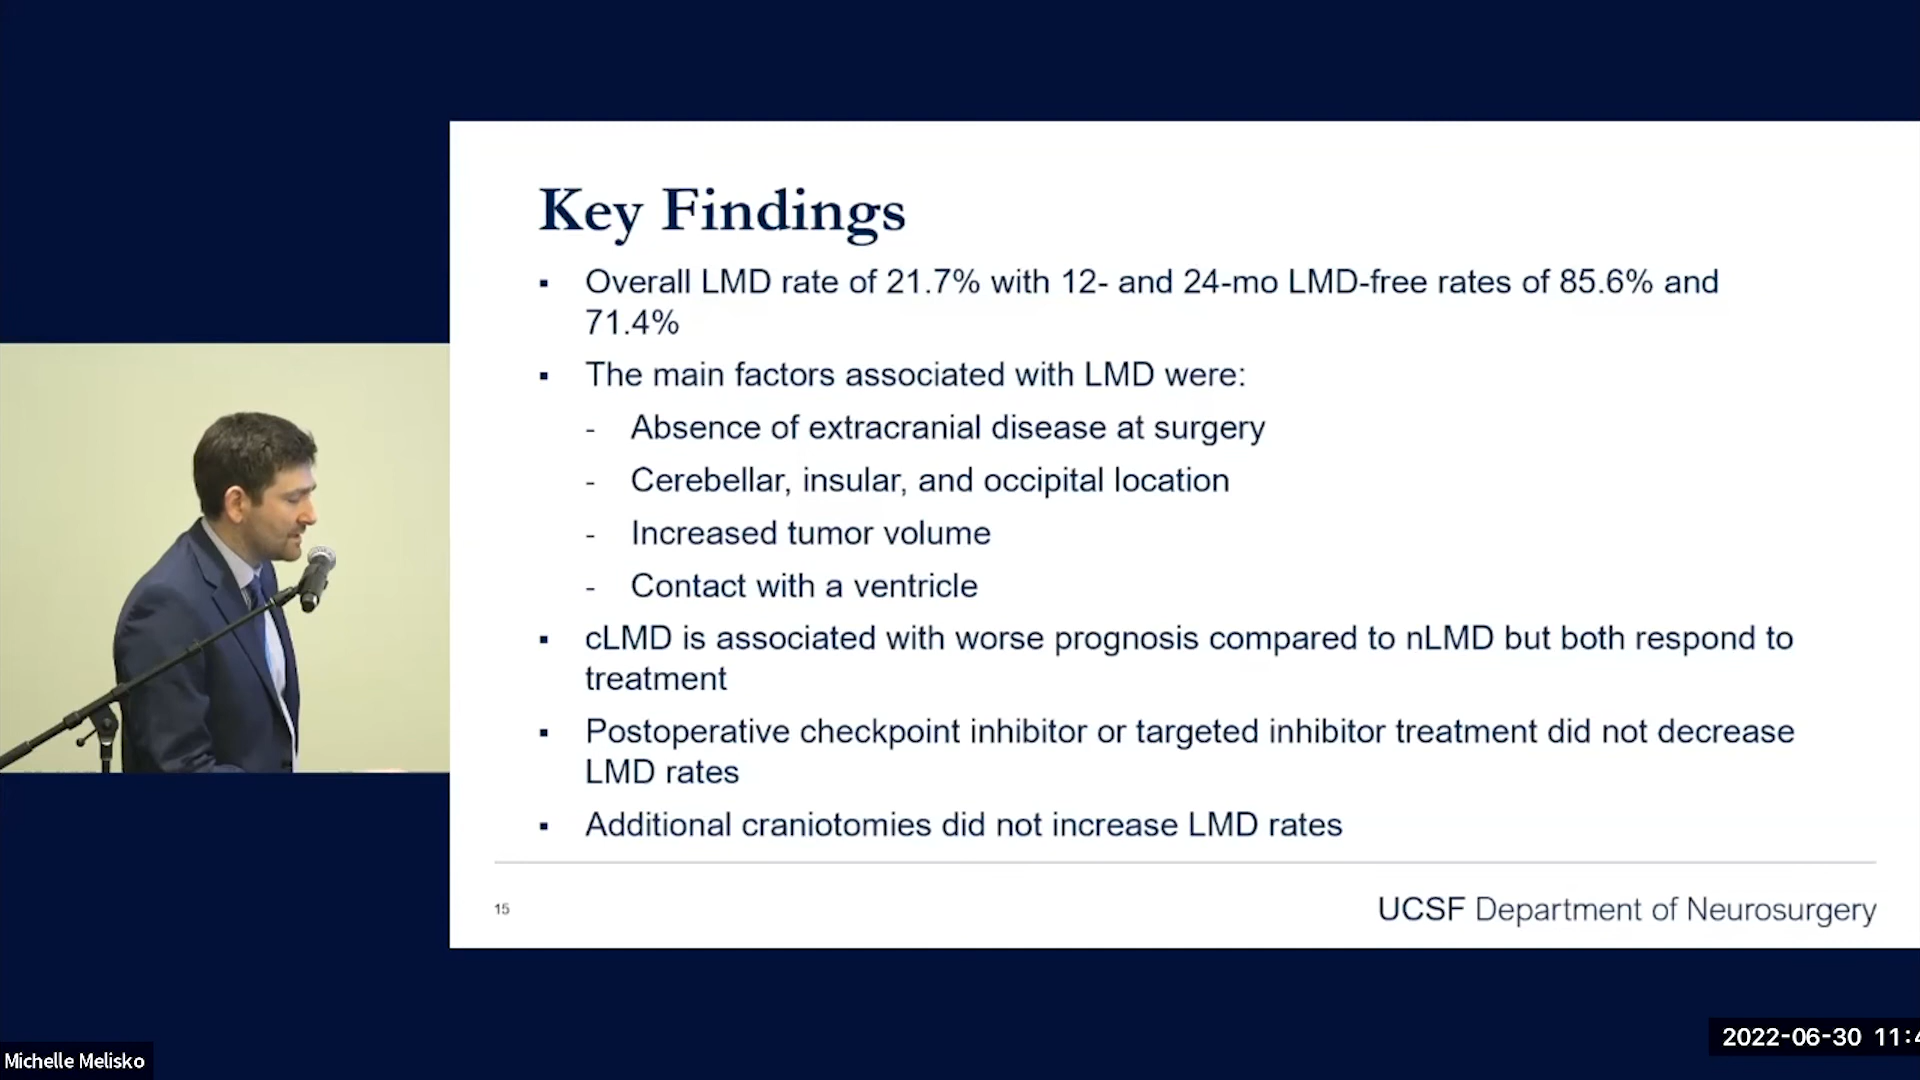 Key Findings
▪ Overall LMD rate of 21.7% with 12- and 24-mo LMD-free rates of 85.6% and
71.4%
▪ The main factors associated with LMD were:
- Absence of extracranial disease at surgery
- Cerebellar, insular, and occipital location
- Increased tumor volume
- Contact with a ventricle
▪ cLMD is associated with worse prognosis compared to nLMD but both respond to
treatment
▪ Postoperative checkpoint inhibitor or targeted inhibitor treatment did not decrease
LMD rates
▪ Additional craniotomies did not increase LMD rates
15
UCSF Department of Neurosurgery
2022-06-30 11:4
Michelle Melisko